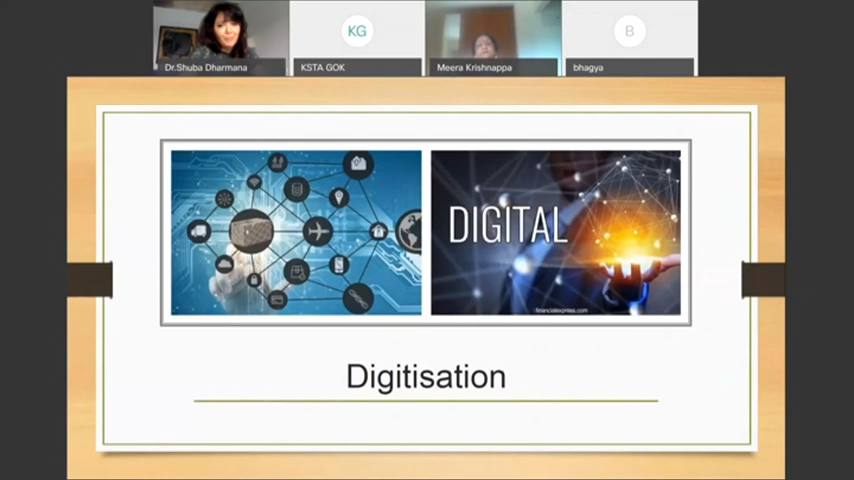 KG
B
Dr.Shuba Dharmana
KSTA GOK
Meera Krishnappa
bhagya
DIGITAL
financialexpress.com
Digitisation